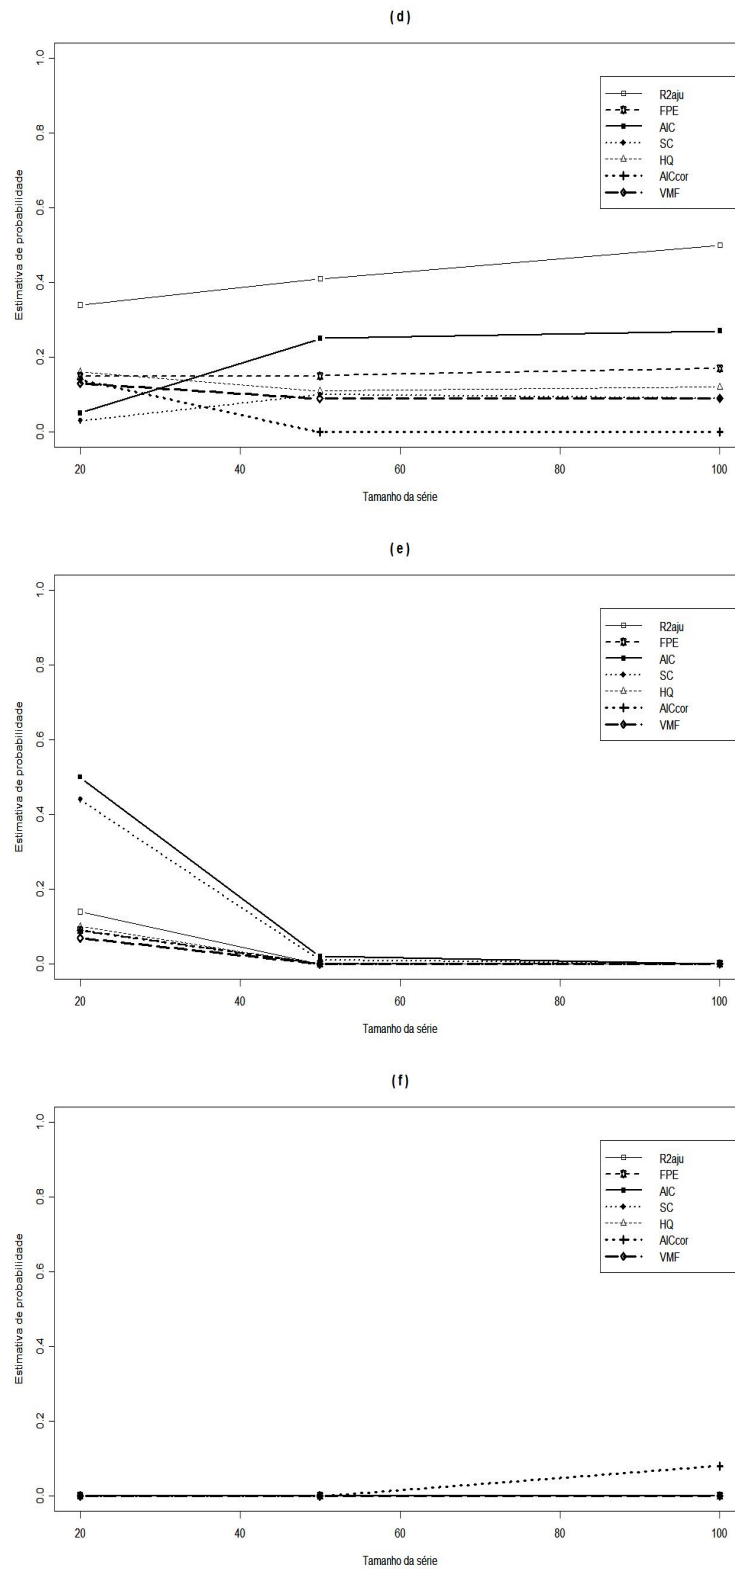 ( d )
Estimativa de probabilidade
1.0
0.8
0.6
0.4
0.2
0.0
R2aju
FPE
AIC
SC
HQ
AICcor
VMF
20
40
60
80
100
Tamanho da série
( e )
Estimativa de probabilidade
1.0
0.8
0.6
0.4
0.2
0.0
R2aju
FPE
AIC
SC
HQ
AICcor
VMF
20
40
60
80
100
Tamanho da série
( f )
Estimativa de probabilidade
1.0
0.8
0.6
0.4
0.2
0.0
R2aju
FPE
AIC
SC
HQ
AICcor
VMF
20
40
60
80
100
Tamanho da série